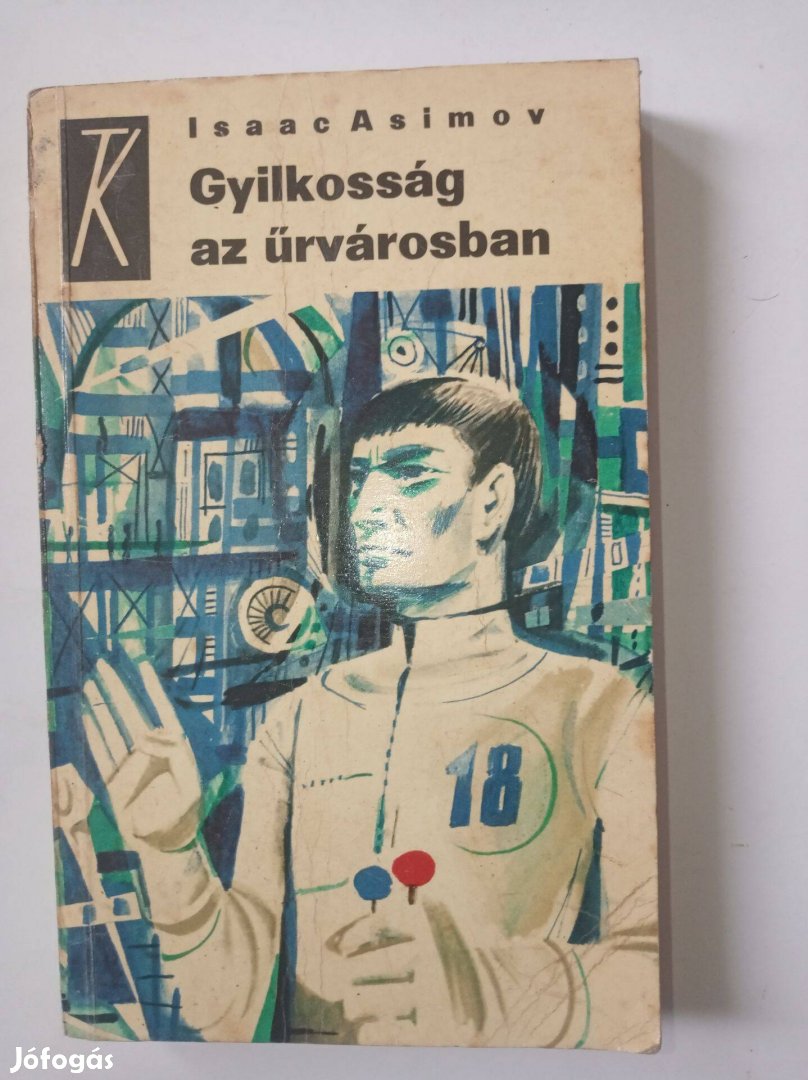 TK
Isaac Asimov
Gyilkosság
az űrvárosban
18
Jófogás